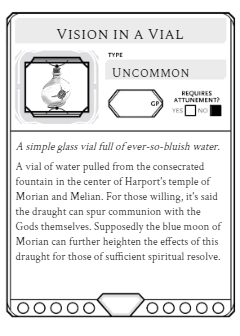 VISION IN A VIAL
TYPE
UNCOMMON
GP
REQUIRES
ATTUNEMENT?
YES NO
A simple glass vial full of ever-so-bluish water.
A vial of water pulled from the consecrated
fountain in the center of Harport's temple of
Morian and Melian. For those willing, it's said
the draught can spur communion with the
Gods themselves. Supposedly the blue moon of
Morian can further heighten the effects of this
draught for those of sufficient spiritual resolve.